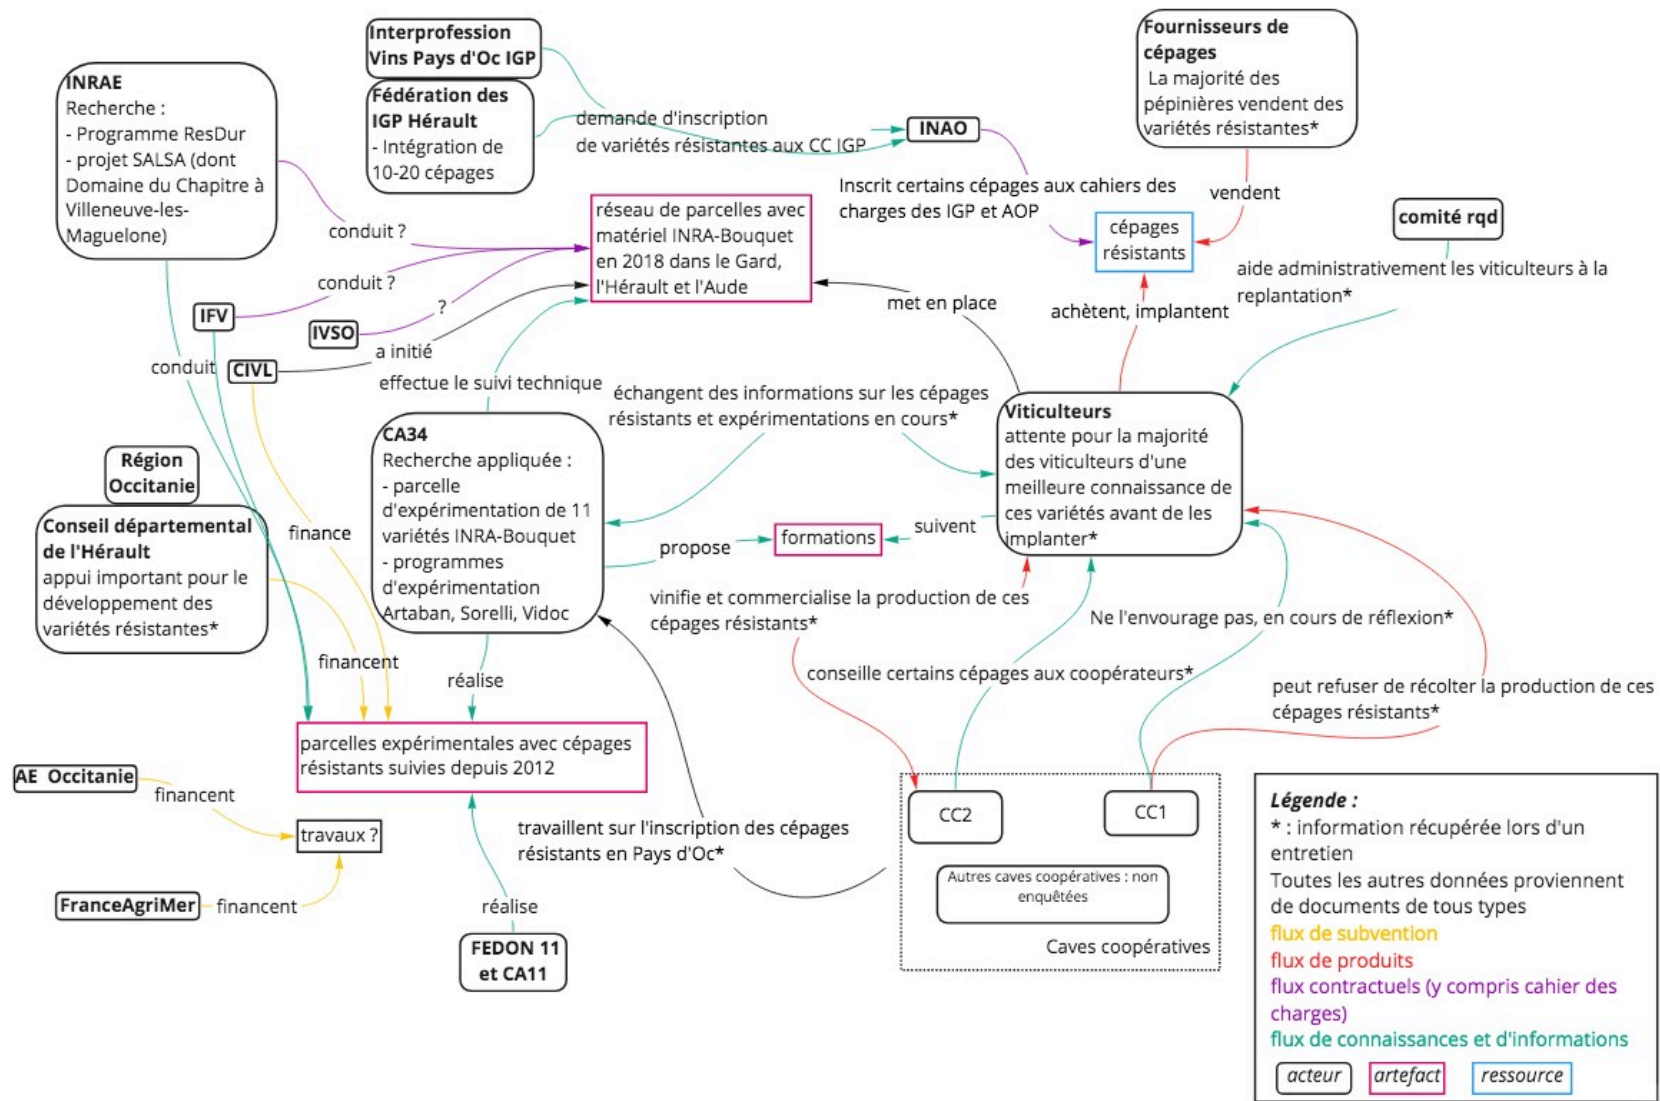 Interprofession
Vins Pays d'Oc IGP
Fédération des
IGP Hérault
- Intégration de
10-20 cépages
INRAE
Recherche :
- Programme ResDur
- projet SALSA (dont
Domaine du Chapitre à
Villeneuve-les-
Maguelone)
demande d'inscription
de variétés résistantes aux CC IGP
INAO
Fournisseurs de
cépages
La majorité des
pépinières vendent des
variétés résistantes*
Inscrit certains cépages aux cahiers des
charges des IGP et AOP
vendent
cépages
résistants
comité rqd
aide administrativement les viticulteurs à la
replantation*
réseau de parcelles avec
matériel INRA-Bouquet
en 2018 dans le Gard,
l'Hérault et l'Aude
conduit ?
conduit ?
?
IFV
IVSO
CIVL
a initié
conduit
effectue le suivi technique
met en place
achètent, implantent
échangent des informations sur les cépages
résistants et expérimentations en cours*
Viticulteurs
attente pour la majorité
des viticulteurs d'une
meilleure connaissance de
ces variétés avant de les
implanter*
CA34
Recherche appliquée :
- parcelle
d'expérimentation de 11
variétés INRA-Bouquet
- programmes
d'expérimentation
Artaban, Sorelli, Vidoc
Région
Occitanie
Conseil départemental
de l'Hérault
appui important pour le
développement des
variétés résistantes*
finance
financent
propose
formations
suivent
vinifie et commercialise la production de ces
cépages résistants*
Ne l'envourage pas, en cours de réflexion*
conseille certains cépages aux coopérateurs*
peut refuser de récolter la production de ces
cépages résistants*
réalise
parcelles expérimentales avec cépages
résistants suivies depuis 2012
AE Occitanie
financent
travaux ?
FranceAgriMer
financent
réalise
FEDON 11
et CA11
travaillent sur l'inscription des cépages
résistants en Pays d'Oc*
CC2
CC1
Autres caves coopératives : non
enquêtées
Caves coopératives
Légende :
* : information récupérée lors d'un
entretien
Toutes les autres données proviennent
de documents de tous types
flux de subvention
flux de produits
flux contractuels (y compris cahier des
charges)
flux de connaissances et d'informations
acteur
artefact
ressource